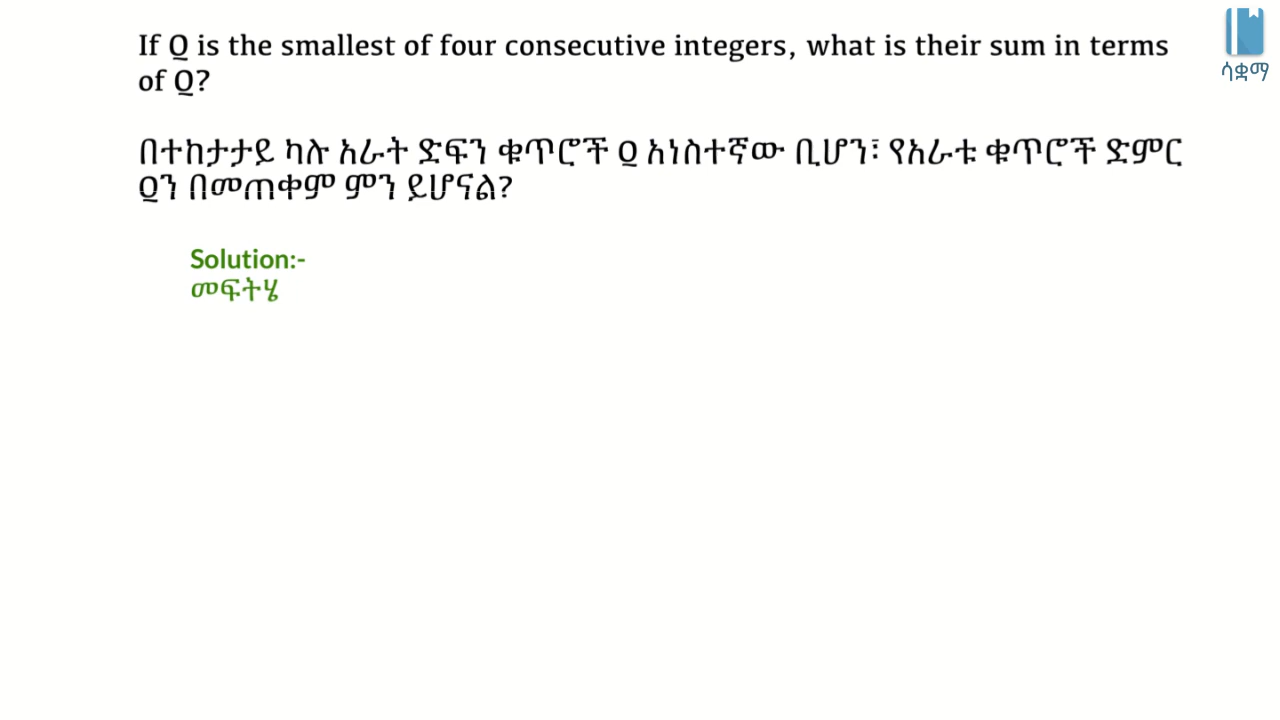 If Q is the smallest of four consecutive integers, what is their sum in terms
of Q?
በተከታታይ ካሉ አራት ድፍን ቁጥሮች Q አነስተኛው ቢሆን፣ የአራቱ ቁጥሮች ድምር
Qን በመጠቀም ምን ይሆናል?
Solution:-
መፍትሄ
ሳቋማ